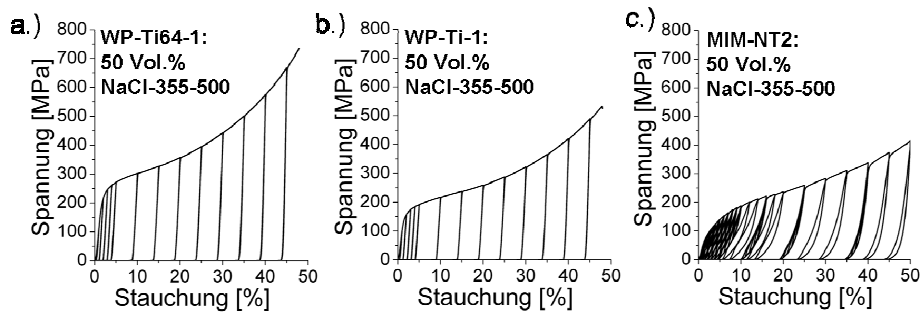 a.)
WP-Ti64-1:
50 Vol.%
NaCl-355-500
Spannung [MPa]
800
700
600
500
400
300
200
100
0
0 10 20 30 40 50
Stauchung [%]
b.)
WP-Ti-1:
50 Vol.%
NaCl-355-500
Spannung [MPa]
800
700
600
500
400
300
200
100
0
0 10 20 30 40 50
Stauchung [%]
c.)
MIM-NT2:
50 Vol.%
NaCl-355-500
Spannung [MPa]
800
700
600
500
400
300
200
100
0
0 10 20 30 40 50
Stauchung [%]